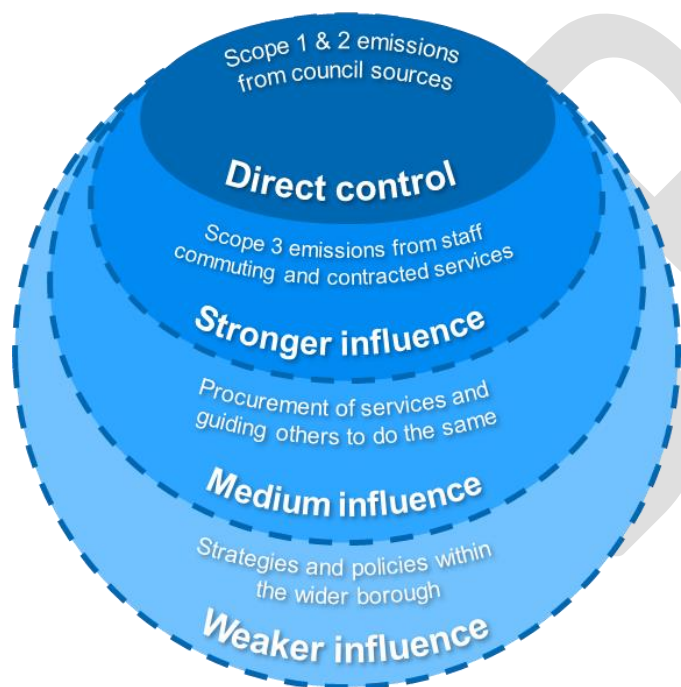 Scope 1 & 2 emissions
from council sources
Direct control
Scope 3 emissions from staff
commuting and contracted services
Stronger influence
Procurement of services and
guiding others to do the same
Medium influence
Strategies and policies within
the wider borough
Weaker influence